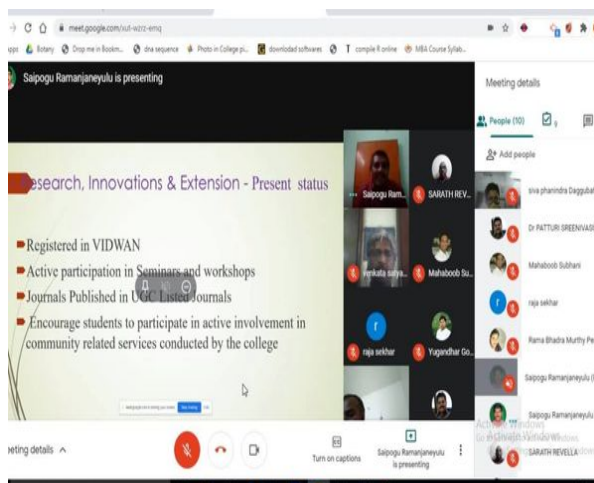 meet.google.com/xut-wzrz-emq
Botany Drop me in Bookm... dna sequence Photo in College pi... downlodad softwares T compile R online MBA Course Syllab...
Saipogu Ramanjaneyulu is presenting
Meeting details
People (10)
Add people
Research, Innovations & Extension - Present status
Registered in VIDWAN
Active participation in Seminars and workshops
Journals Published in UGC Listed Journals
Encourage students to participate in active involvement in
community related services conducted by the college
Saipogu Ram...
SARATH REV...
venkata satya...
Mahaboob Su...
r
raja sekhar
Yugandhar Go...
siva phanindra Daggubat
Dr PATTURI SREENIVAS
Mahaboob Subhani
r
raja sekhar
Rama Bhadra Murthy Pe
Saipogu Ramanjaneyulu (
Saipogu Ramanjaneyulu
Activate Windows
SARATH REVELLA
eeting details
Turn on captions
Saipogu Ramanjaneyulu
is presenting